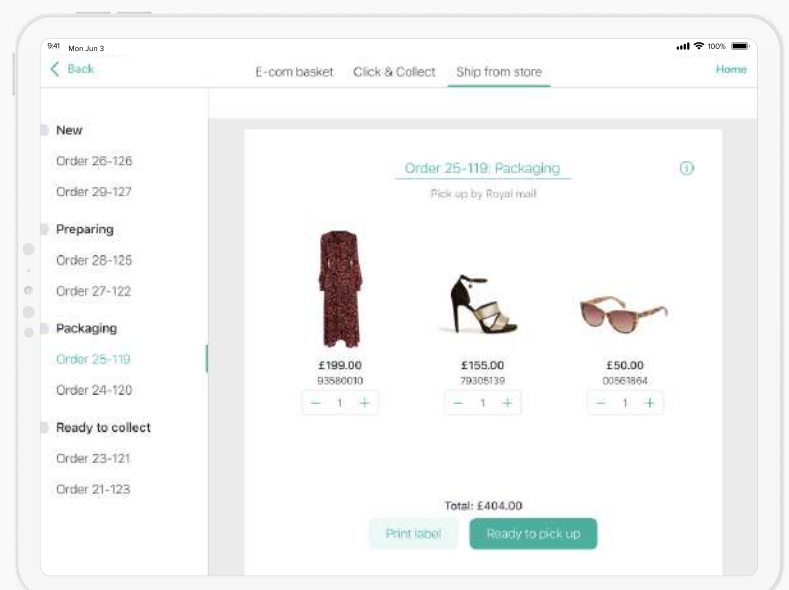 9:41 Mon Jun 3
100%
Back
E-com basket Click & Collect Ship from store
Home
New
Order 26-126
Order 29-127
Preparing
Order 28-125
Order 27-122
Packaging
Order 25-119
Order 24-120
Ready to collect
Order 23-121
Order 21-123
Order 25-119: Packaging
Pick up by Royal mail
£199.00 £155.00 £50.00
93580010 79305139 00561864
− 1 + − 1 + − 1 +
Total: £404.00
Print label Ready to pick up